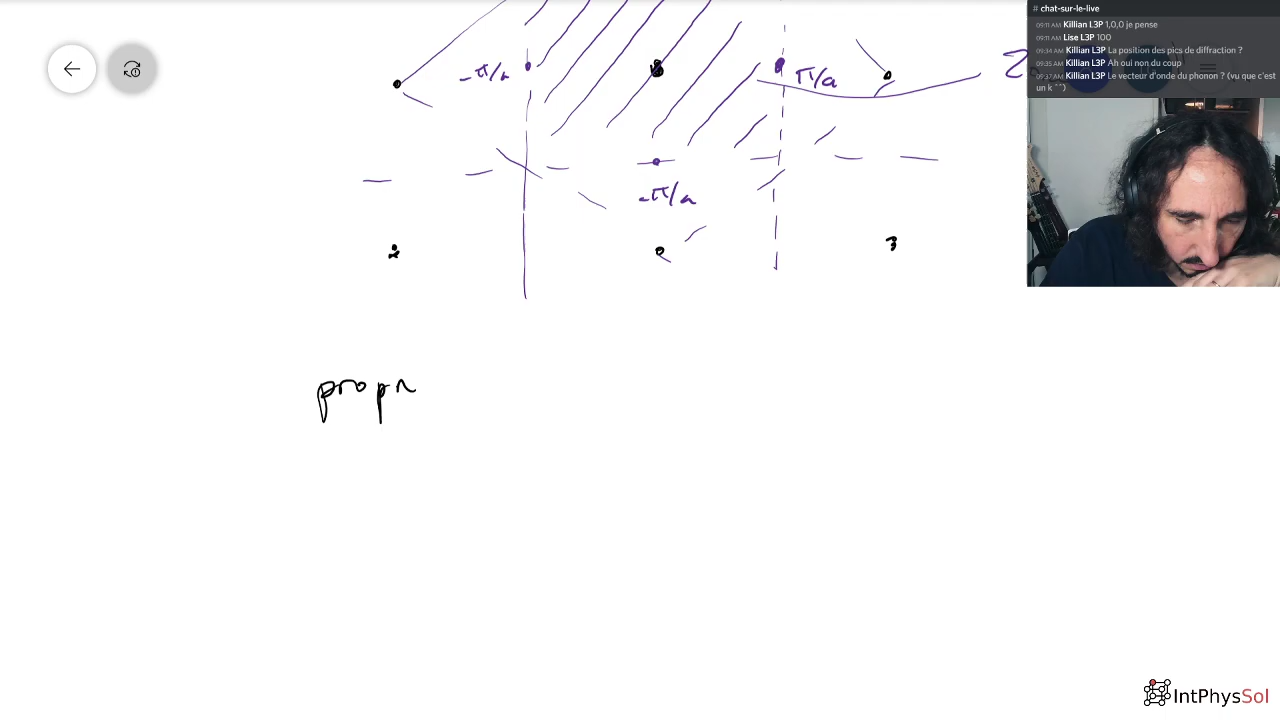 # chat-sur-le-live
09:11 AM Killian L3P 1,0,0 je pense
09:11 AM Lise L3P 100
09:34 AM Killian L3P La position des pics de diffraction ?
09:35 AM Killian L3P Ah oui non du coup
09:37 AM Killian L3P Le vecteur d'onde du phonon ? (vu que c'est
un k ^^)
-π/a
π/a
-π/a
propr
IntPhysSol